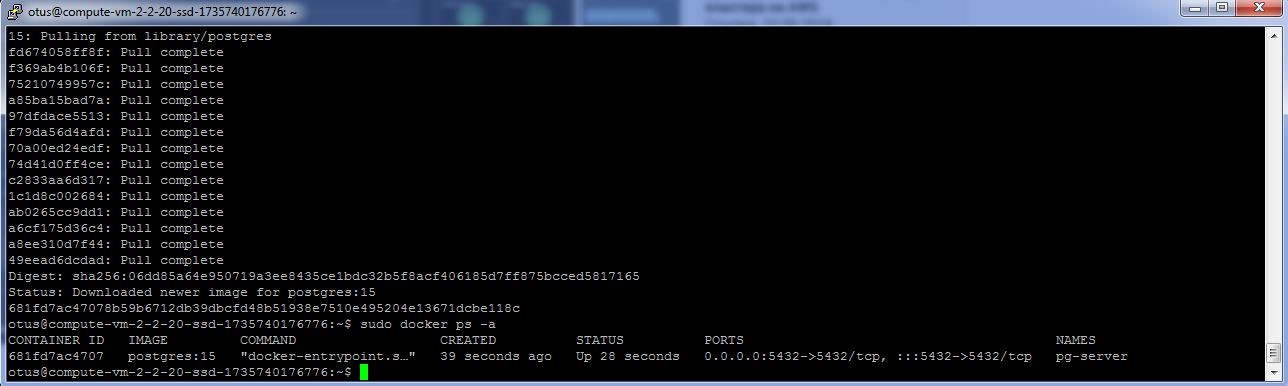 otus@compute-vm-2-2-20-ssd-1735740176776: ~
15: Pulling from library/postgres
fd674058ff8f: Pull complete
f369ab4b106f: Pull complete
75210749957c: Pull complete
a85ba15bad7a: Pull complete
97dfdace5513: Pull complete
f79da56d4afd: Pull complete
70a00ed24edf: Pull complete
74d41d0ff4ce: Pull complete
c2833aa6d317: Pull complete
1c1d8c002684: Pull complete
ab0265cc9dd1: Pull complete
a6cf175d36c4: Pull complete
a8ee310d7f44: Pull complete
49eead6dcdad: Pull complete
Digest: sha256:06dd85a64e950719a3ee8435ce1bdc32b5f8acf406185d7ff875bcced5817165
Status: Downloaded newer image for postgres:15
681fd7ac47078b59b6712db39dbcfd48b51938e7510e495204e13671dcbe118c
otus@compute-vm-2-2-20-ssd-1735740176776:~$ sudo docker ps -a
CONTAINER ID IMAGE COMMAND CREATED STATUS PORTS NAMES
681fd7ac4707 postgres:15 "docker-entrypoint.s…" 39 seconds ago Up 28 seconds 0.0.0.0:5432->5432/tcp, :::5432->5432/tcp pg-server
otus@compute-vm-2-2-20-ssd-1735740176776:~$